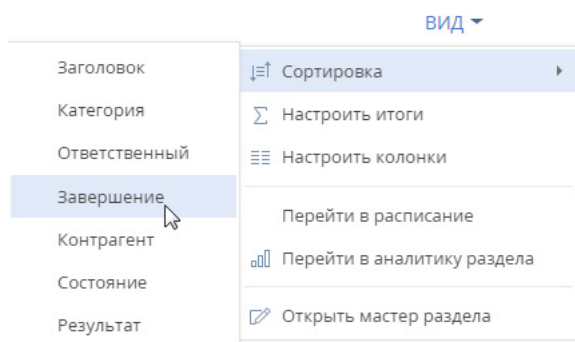 ВИД
Заголовок
Категория
Ответственный
Завершение
Контрагент
Состояние
Результат
Сортировка
Настроить итоги
Настроить колонки
Перейти в расписание
Перейти в аналитику раздела
Открыть мастер раздела